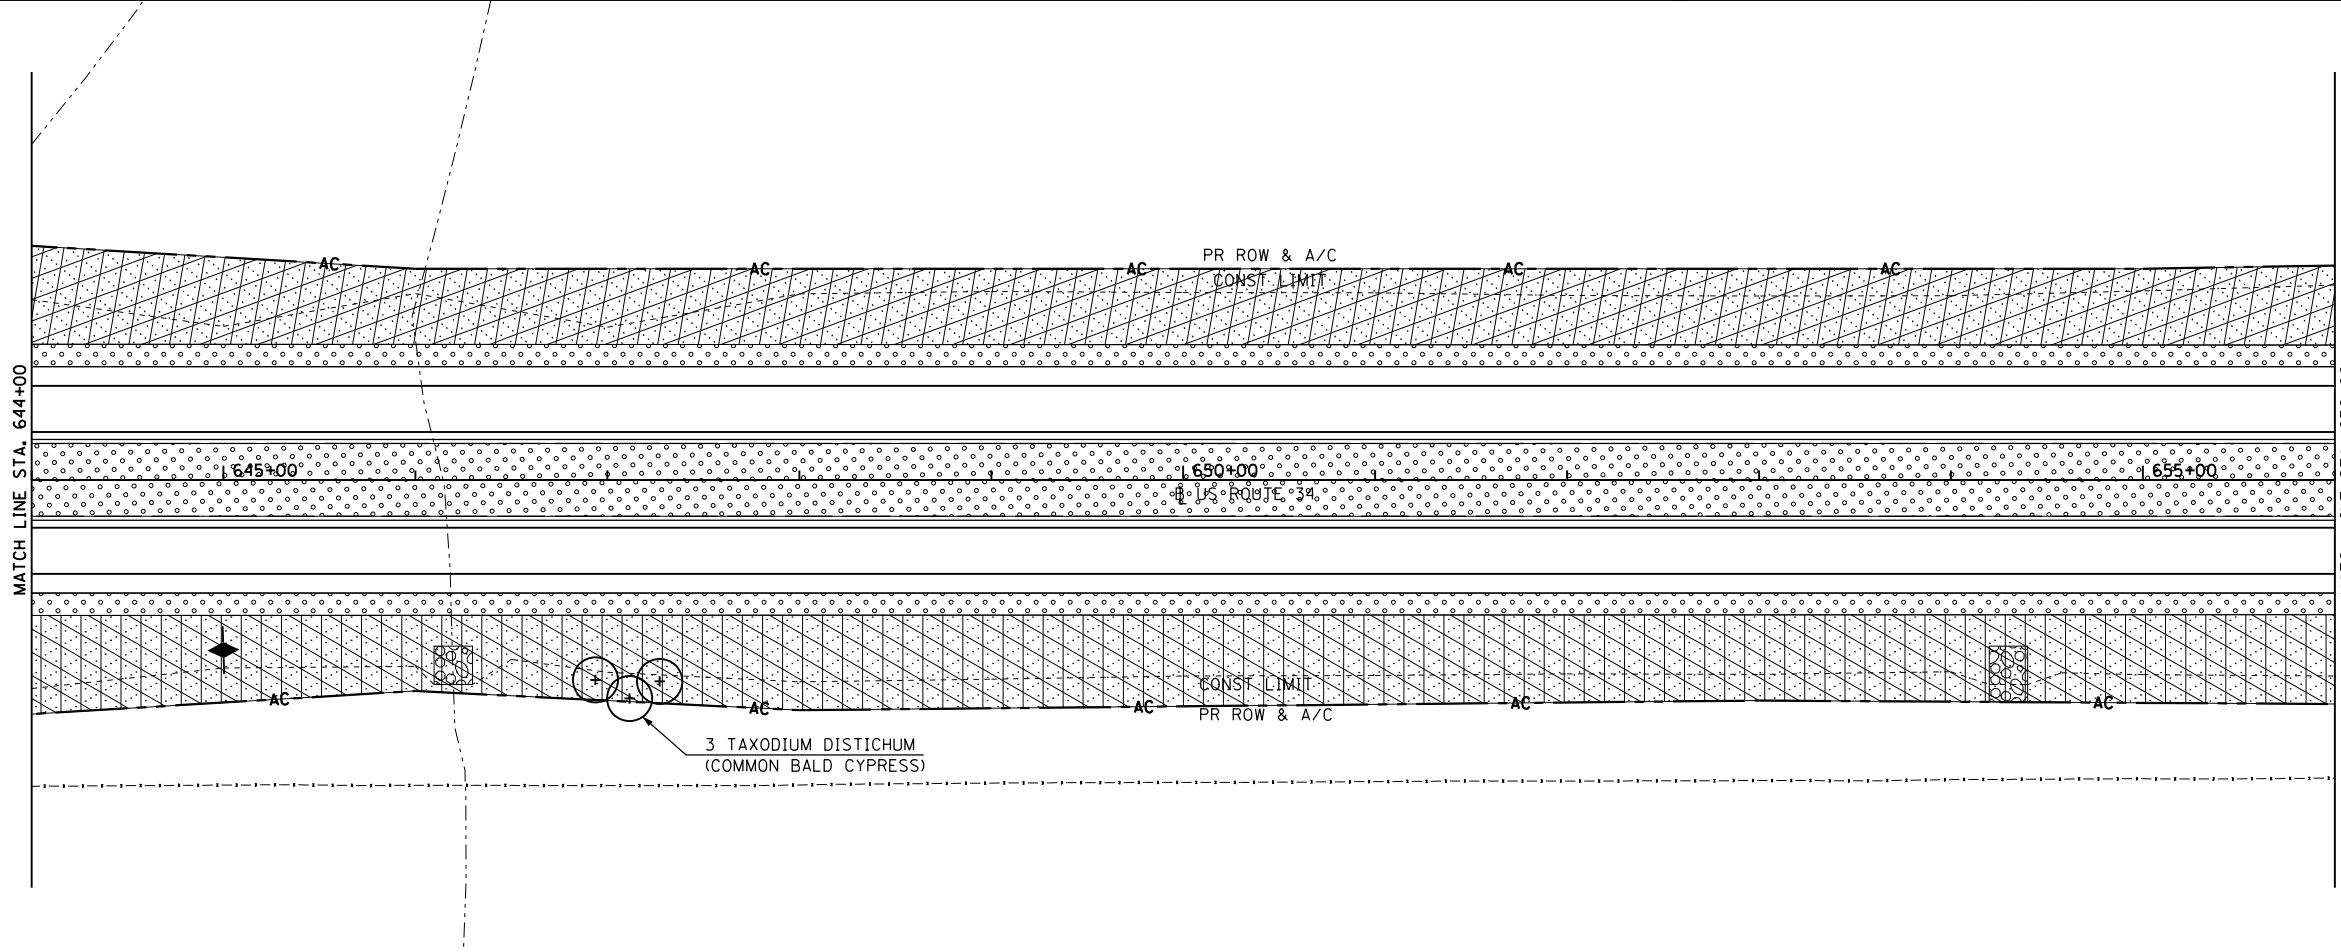 AC
AC
AC
AC
AC
PR ROW & A/C
CONST LIMIT
MATCH LINE STA. 644+00
645+00
650+00
655+00
US ROUTE 34
CONST LIMIT
PR ROW & A/C
AC
AC
AC
AC
AC
3 TAXODIUM DISTICHUM
(COMMON BALD CYPRESS)